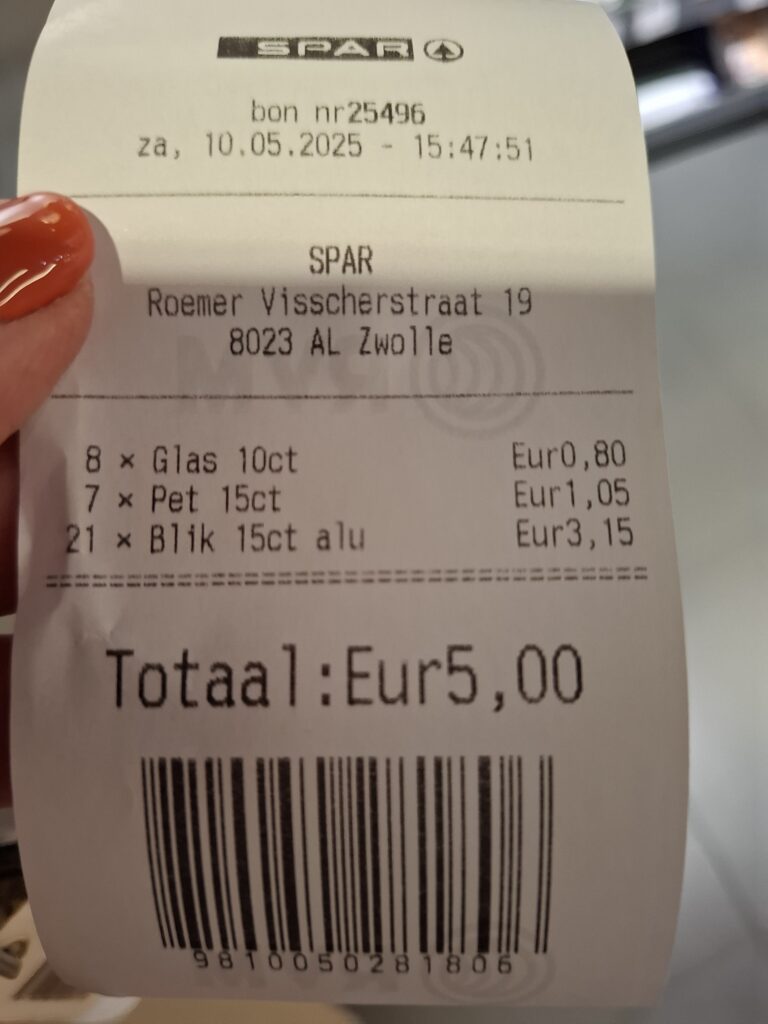 SPAR
bon nr25496
za, 10.05.2025 - 15:47:51
SPAR
Roemer Visscherstraat 19
8023 AL Zwolle
8 × Glas 10ct Eur0,80
7 × Pet 15ct Eur1,05
21 × Blik 15ct alu Eur3,15
Totaal:Eur5,00
9810050281806